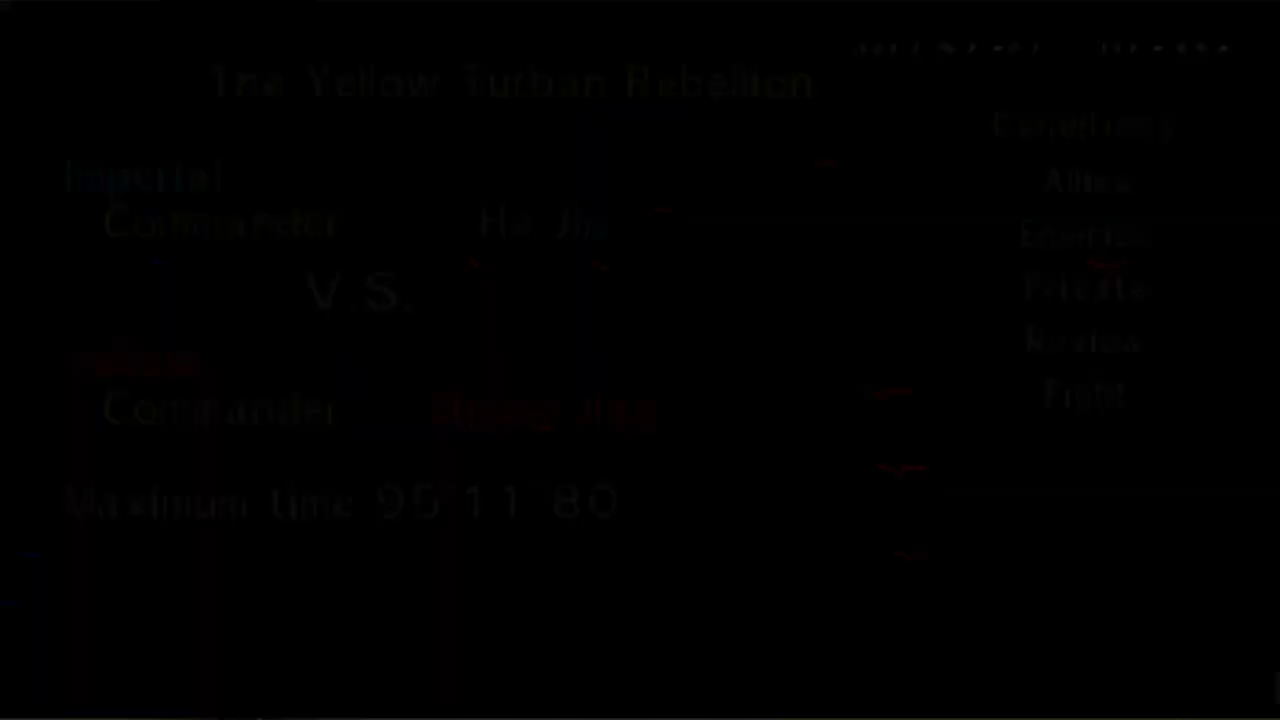 The Yellow Turban Rebellion
Imperial
Commander He Jin
V.S.
Commander Zhang Jiao
Maximum time 95'11"80
Conditions
Allies
Enemies
Private
Review
Fight